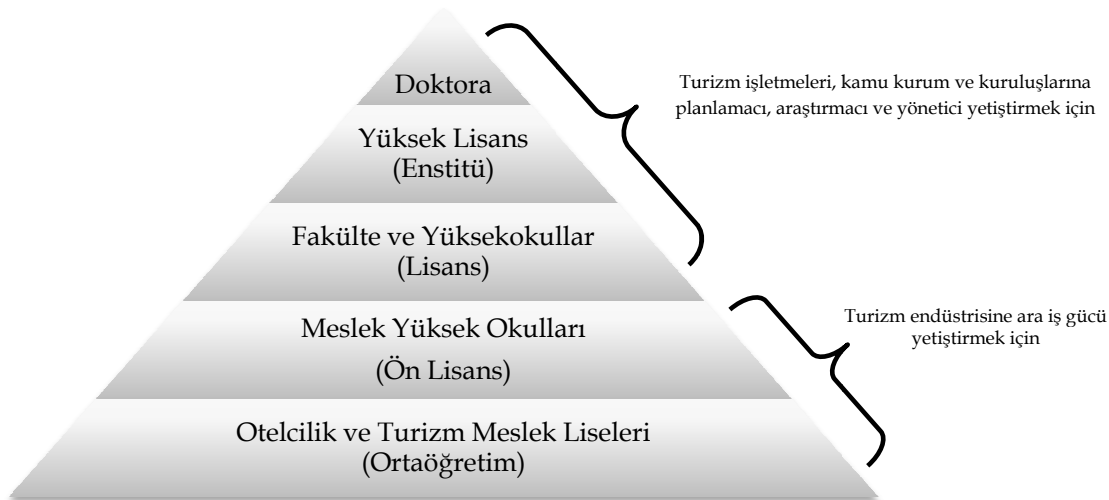 Doktora
Yüksek Lisans
(Enstitü)
Fakülte ve Yüksekokullar
(Lisans)
Meslek Yüksek Okulları
(Ön Lisans)
Otelcilik ve Turizm Meslek Liseleri
(Ortaöğretim)
Turizm işletmeleri, kamu kurum ve kuruluşlarına
planlamacı, araştırmacı ve yönetici yetiştirmek için
Turizm endüstrisine ara iş gücü
yetiştirmek için